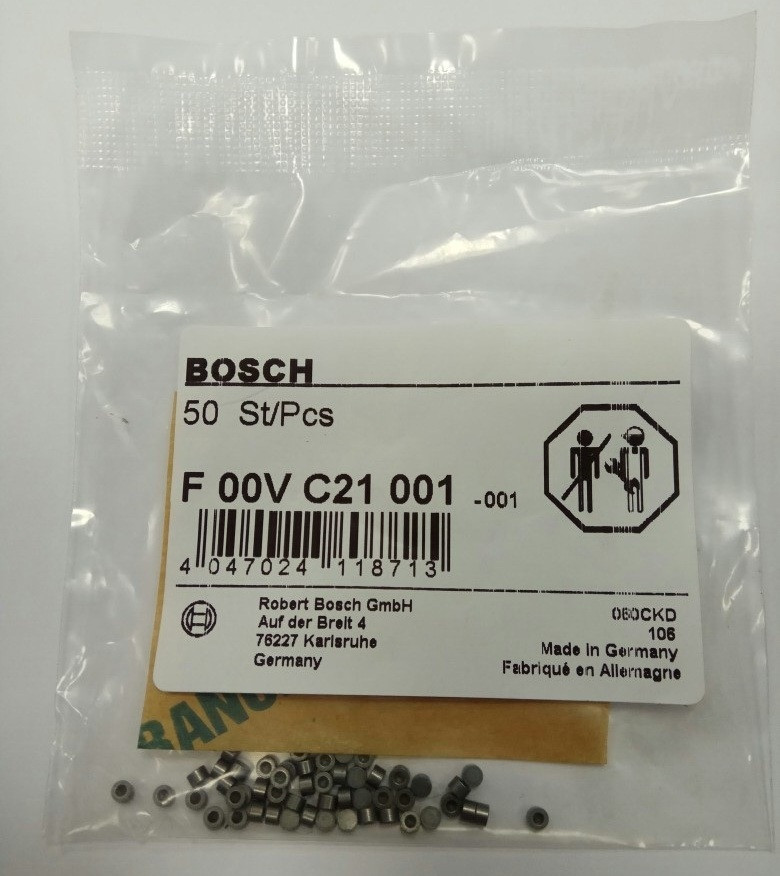 BOSCH
50 St/Pcs
F 00V C21 001 -001
4 047024 118713
Robert Bosch GmbH
Auf der Breit 4
76227 Karlsruhe
Germany
080CKD
106
Made in Germany
Fabriqué en Allemagne